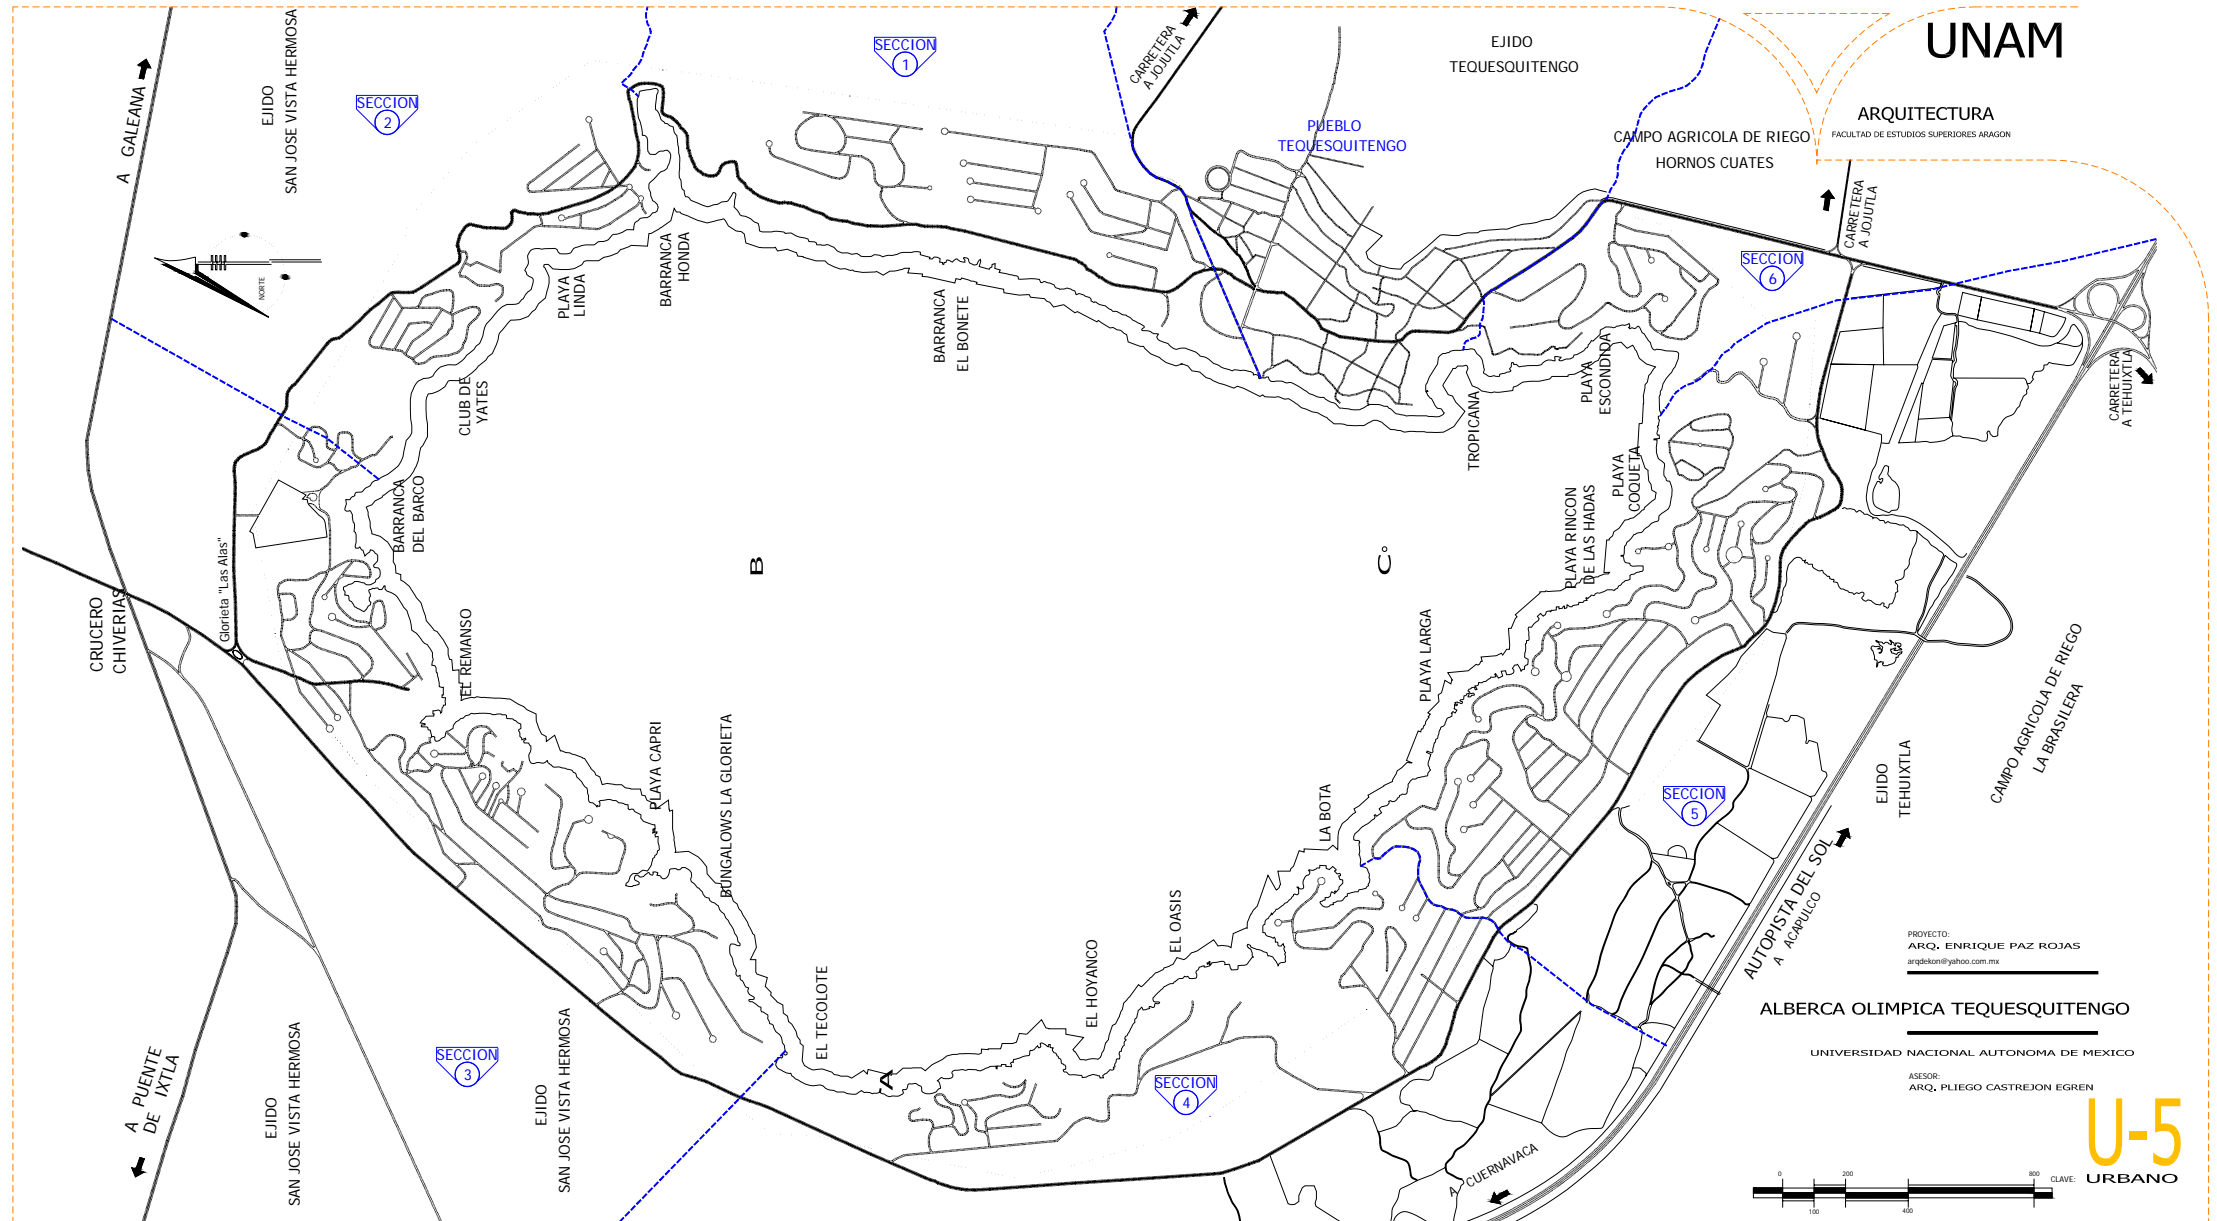 UNAM
ARQUITECTURA
FACULTAD DE ESTUDIOS SUPERIORES ARAGON
A GALEANA
EJIDO
SAN JOSE VISTA HERMOSA
SECCION
2
SECCION
1
CARRETERA
A JOJUTLA
EJIDO
TEQUESQUITENGO
PUEBLO
TEQUESQUITENGO
CAMPO AGRICOLA DE RIEGO
HORNOS CUATES
CARRETERA
A JOJUTLA
SECCION
6
NORTE
PLAYA
LINDA
BARRANCA
HONDA
BARRANCA
EL BONETE
CLUB DE
YATES
TROPICANA
PLAYA
ESCONDIDA
CARRETERA
A TEHUIXTLA
BARRANCA
DEL BARCO
PLAYA
COQUETA
PLAYA RINCON
DE LAS HADAS
Glorieta "Las Alas"
B
C
CRUCERO
CHIVERIAS
EL REMANSO
PLAYA LARGA
CAMPO AGRICOLA DE RIEGO
LA BRASILERA
PLAYA CAPRI
BUNGALOWS LA GLORIETA
LA BOTA
SECCION
5
EJIDO
TEHUIXTLA
AUTOPISTA DEL SOL
A ACAPULCO
EL OASIS
EL HOYANCO
EL TECOLOTE
A
SECCION
3
SECCION
4
A PUENTE
DE IXTLA
EJIDO
SAN JOSE VISTA HERMOSA
EJIDO
SAN JOSE VISTA HERMOSA
A CUERNAVACA
PROYECTO:
ARQ. ENRIQUE PAZ ROJAS
arqdekon@yahoo.com.mx
ALBERCA OLIMPICA TEQUESQUITENGO
UNIVERSIDAD NACIONAL AUTONOMA DE MEXICO
ASESOR:
ARQ. PLIEGO CASTREJON EGREN
U-5
CLAVE: URBANO
0 200 800
100 400